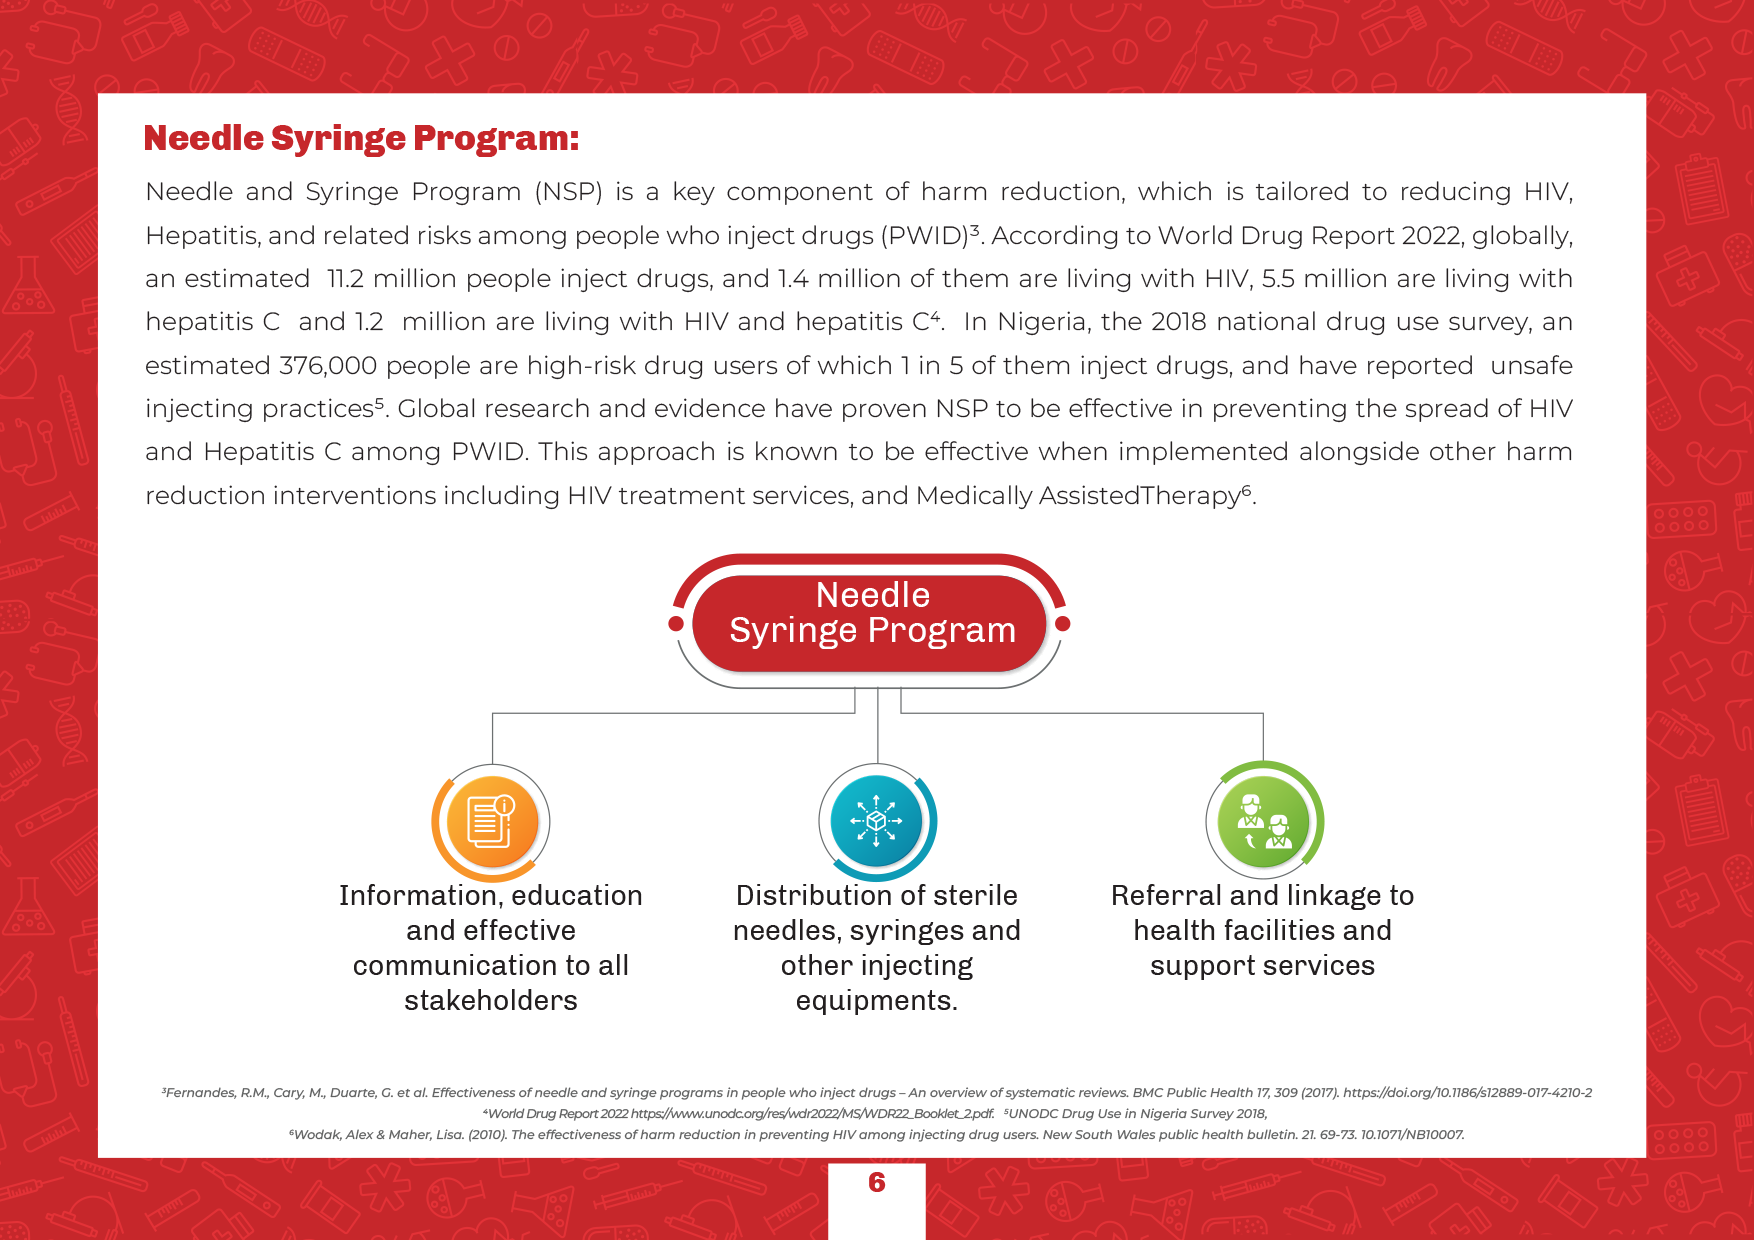 Needle Syringe Program:
Needle and Syringe Program (NSP) is a key component of harm reduction, which is tailored to reducing HIV,
Hepatitis, and related risks among people who inject drugs (PWID)³. According to World Drug Report 2022, globally,
an estimated 11.2 million people inject drugs, and 1.4 million of them are living with HIV, 5.5 million are living with
hepatitis C and 1.2 million are living with HIV and hepatitis C⁴. In Nigeria, the 2018 national drug use survey, an
estimated 376,000 people are high-risk drug users of which 1 in 5 of them inject drugs, and have reported unsafe
injecting practices⁵. Global research and evidence have proven NSP to be effective in preventing the spread of HIV
and Hepatitis C among PWID. This approach is known to be effective when implemented alongside other harm
reduction interventions including HIV treatment services, and Medically AssistedTherapy⁶.
Needle
Syringe Program
Information, education
and effective
communication to all
stakeholders
Distribution of sterile
needles, syringes and
other injecting
equipments.
Referral and linkage to
health facilities and
support services
³Fernandes, R.M., Cary, M., Duarte, G. et al. Effectiveness of needle and syringe programs in people who inject drugs – An overview of systematic reviews. BMC Public Health 17, 309 (2017). https://doi.org/10.1186/s12889-017-4210-2
⁴World Drug Report 2022 https://www.unodc.org/res/wdr2022/MS/WDR22_Booklet_2.pdf. ⁵UNODC Drug Use in Nigeria Survey 2018,
⁶Wodak, Alex & Maher, Lisa. (2010). The effectiveness of harm reduction in preventing HIV among injecting drug users. New South Wales public health bulletin. 21. 69-73. 10.1071/NB10007.
6